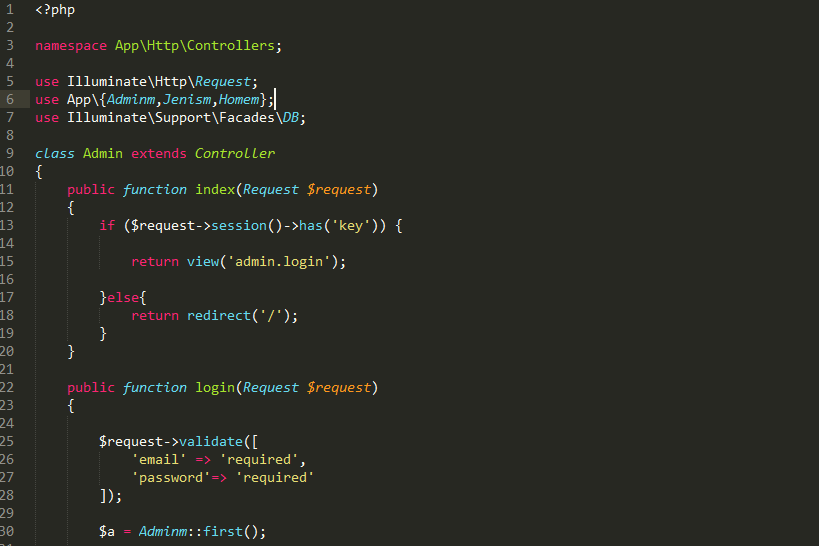 1 <?php
2
3 namespace App\Http\Controllers;
4
5 use Illuminate\Http\Request;
6 use App\{Adminm,Jenism,Homem};
7 use Illuminate\Support\Facades\DB;
8
9 class Admin extends Controller
10 {
11 public function index(Request $request)
12 {
13 if ($request->session()->has('key')) {
14
15 return view('admin.login');
16
17 }else{
18 return redirect('/');
19 }
20 }
21
22 public function login(Request $request)
23 {
24
25 $request->validate([
26 'email' => 'required',
27 'password'=> 'required'
28 ]);
29
30 $a = Adminm::first();